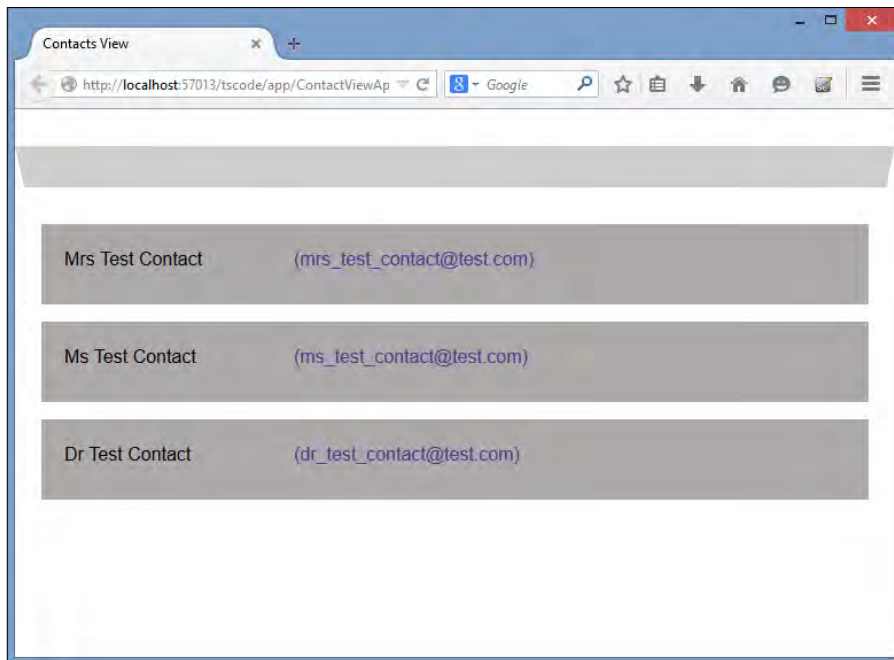 Contacts View
http://localhost:57013/tscode/app/ContactViewAp
8 Google
Mrs Test Contact (mrs_test_contact@test.com)
Ms Test Contact (ms_test_contact@test.com)
Dr Test Contact (dr_test_contact@test.com)